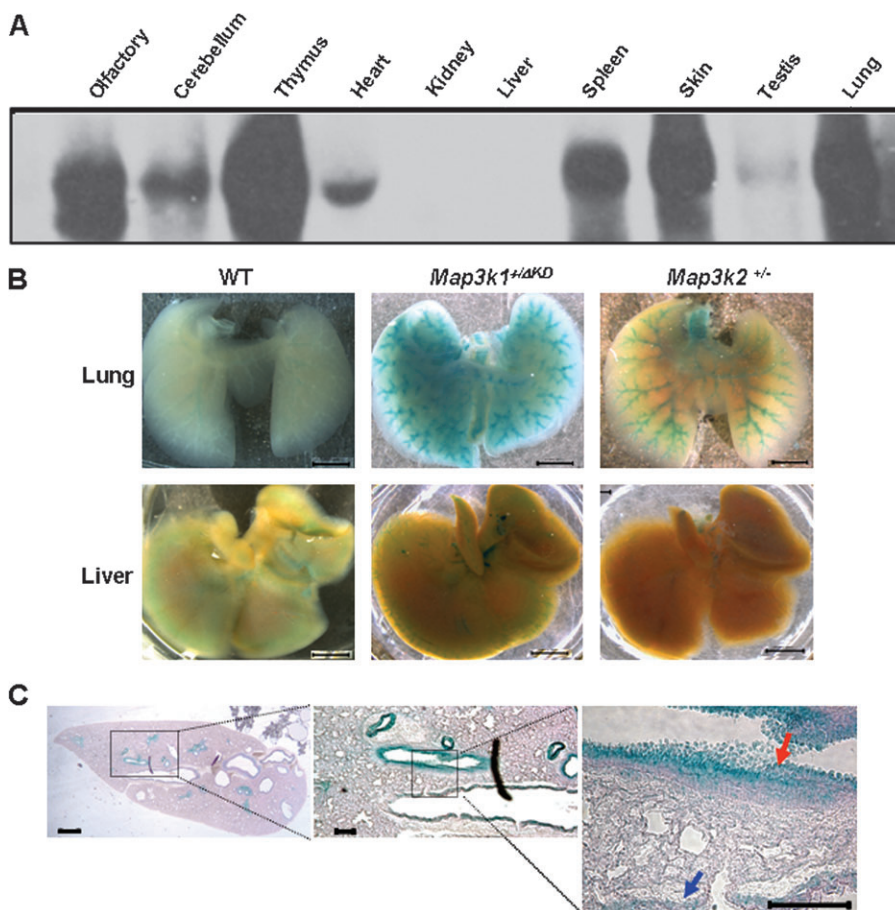 A
Olfactory
Cerebellum
Thymus
Heart
Kidney
Liver
Spleen
Skin
Testis
Lung
B
WT
Map3k1+/ΔKD
Map3k2 +/-
Lung
Liver
C